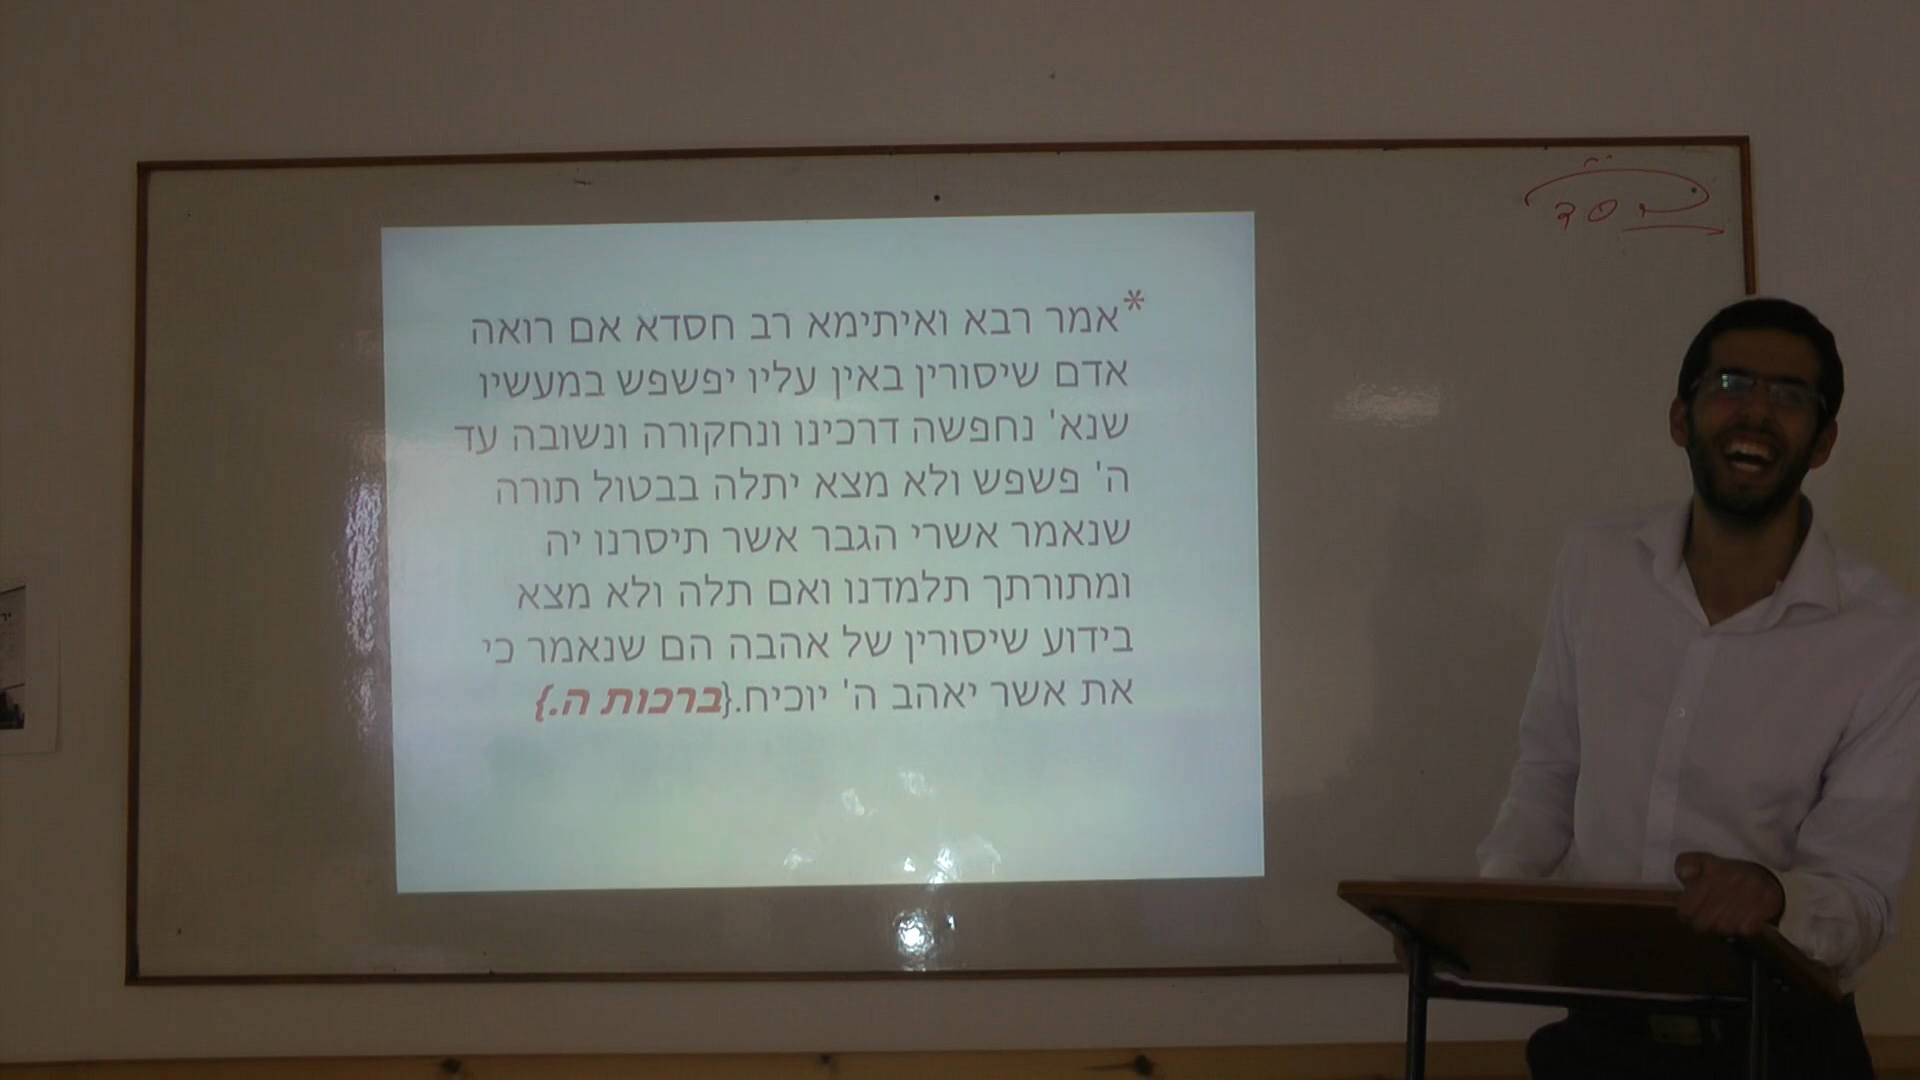 *אמר רבא ואיתימא רב חסדא אם רואה
אדם שיסורין באין עליו יפשפש במעשיו
שנא' נחפשה דרכינו ונחקורה ונשובה עד
ה' פשפש ולא מצא יתלה בבטול תורה
שנאמר אשרי הגבר אשר תיסרנו יה
ומתורתך תלמדנו ואם תלה ולא מצא
בידוע שיסורין של אהבה הם שנאמר כי
את אשר יאהב ה' יוכיח.{ברכות ה.}